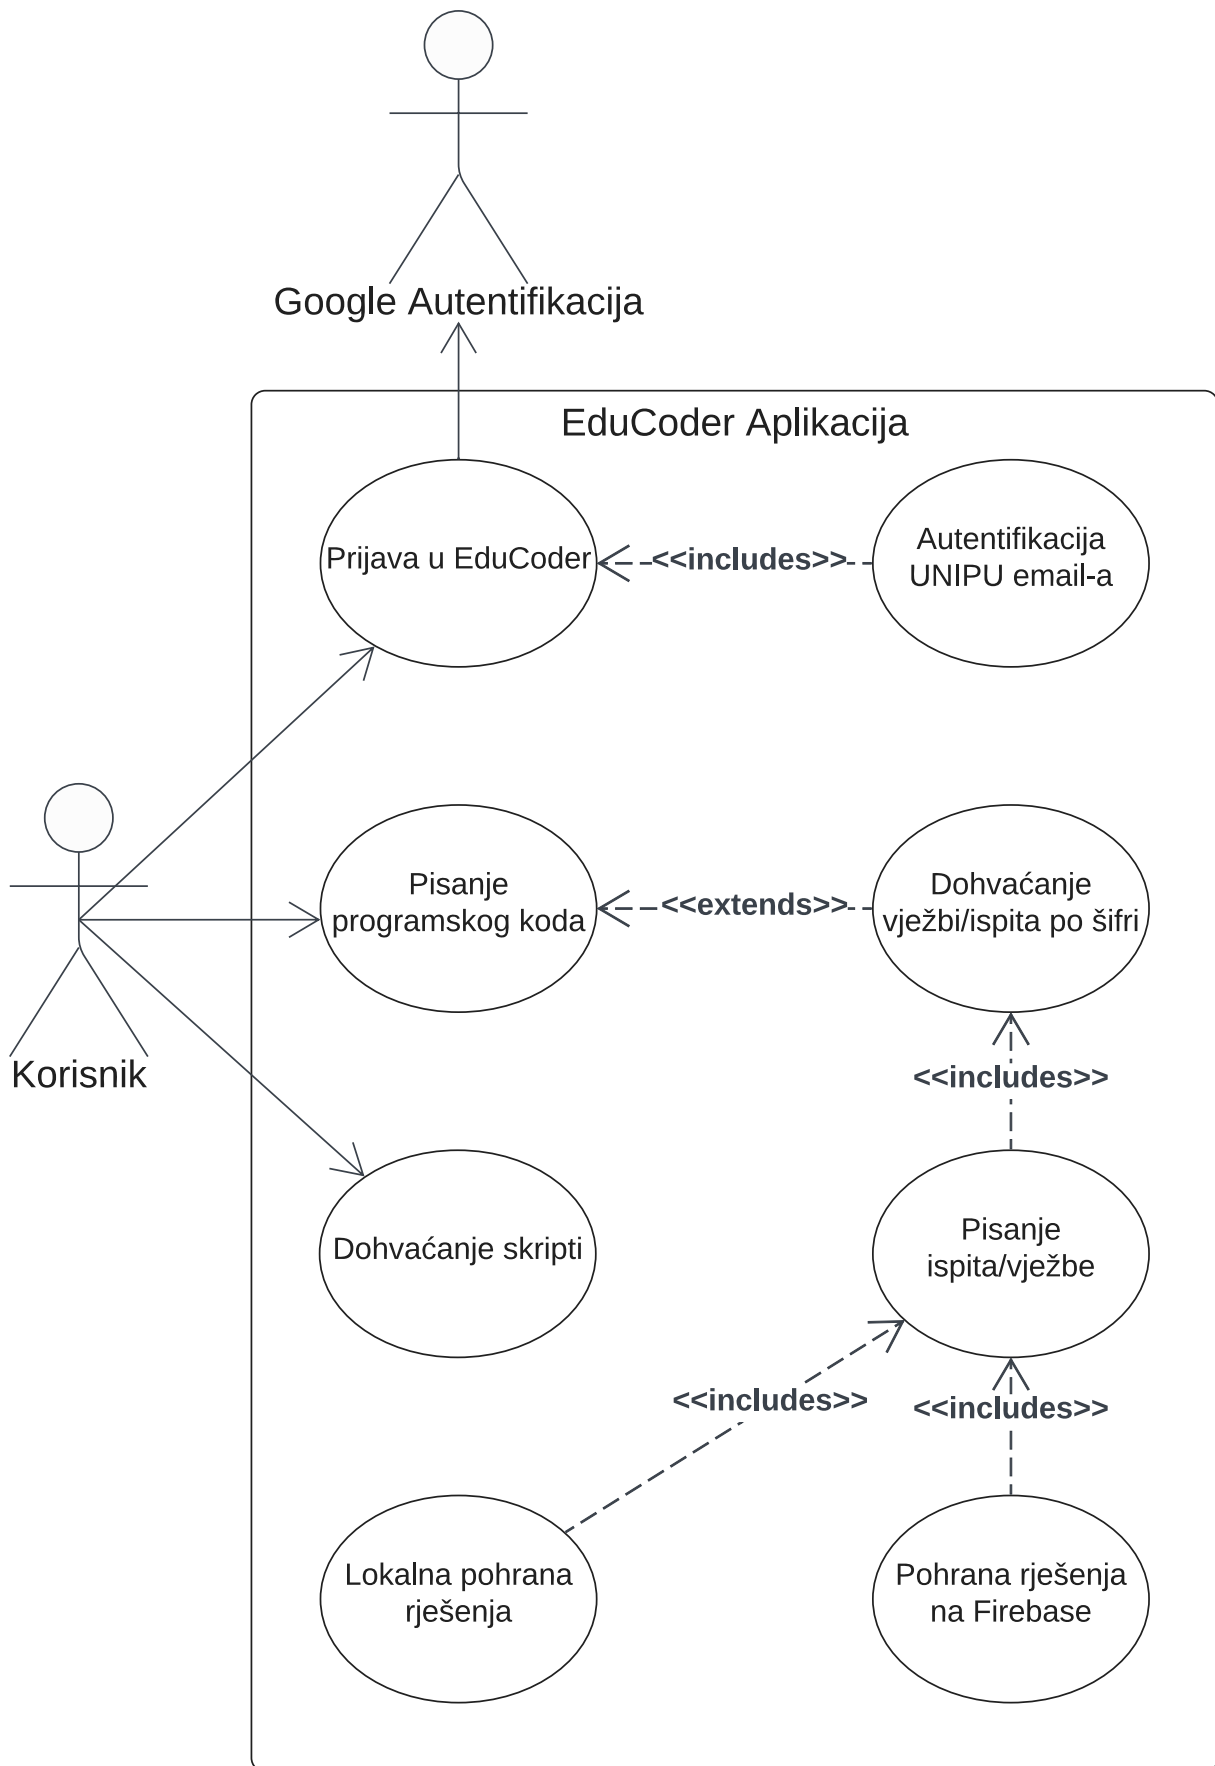 Google Autentifikacija
EduCoder Aplikacija
Prijava u EduCoder
<<includes>>
Autentifikacija
UNIPU email-a
Pisanje
programskog koda
<<extends>>
Dohvaćanje
vježbi/ispita po šifri
Korisnik
<<includes>>
Dohvaćanje skripti
Pisanje
ispita/vježbe
<<includes>>
<<includes>>
Lokalna pohrana
rješenja
Pohrana rješenja
na Firebase